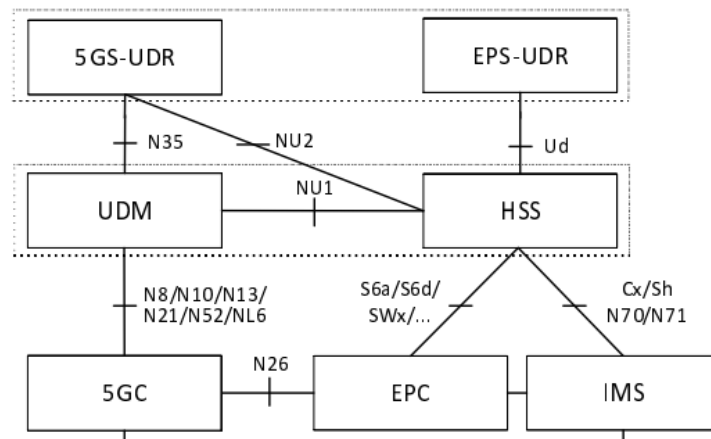 5GS-UDR
EPS-UDR
N35
NU2
Ud
UDM
NU1
HSS
N8/N10/N13/
N21/N52/NL6
S6a/S6d/
SWx/...
Cx/Sh
N70/N71
5GC
N26
EPC
IMS